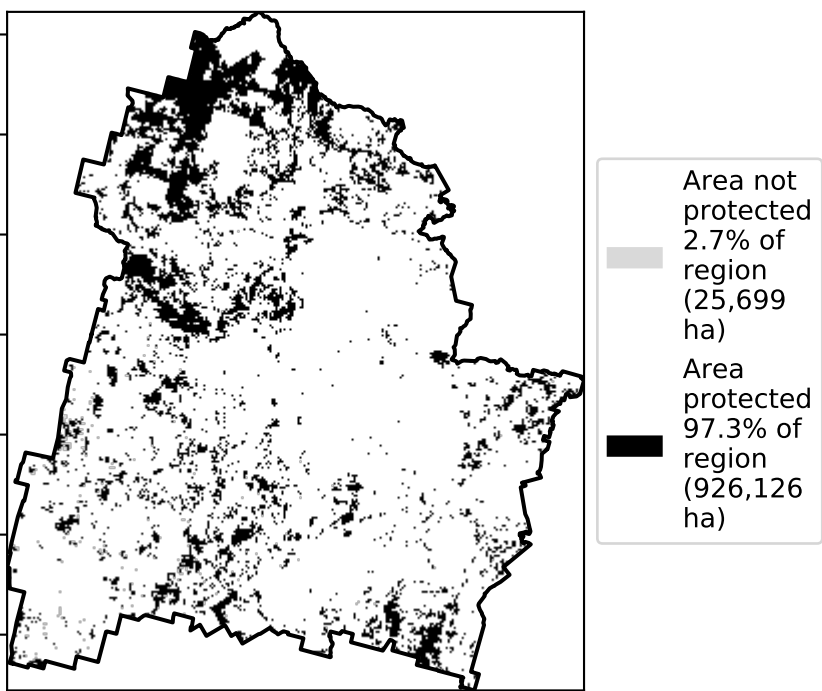 Area not
protected
2.7% of
region
(25,699
ha)
Area
protected
97.3% of
region
(926,126
ha)